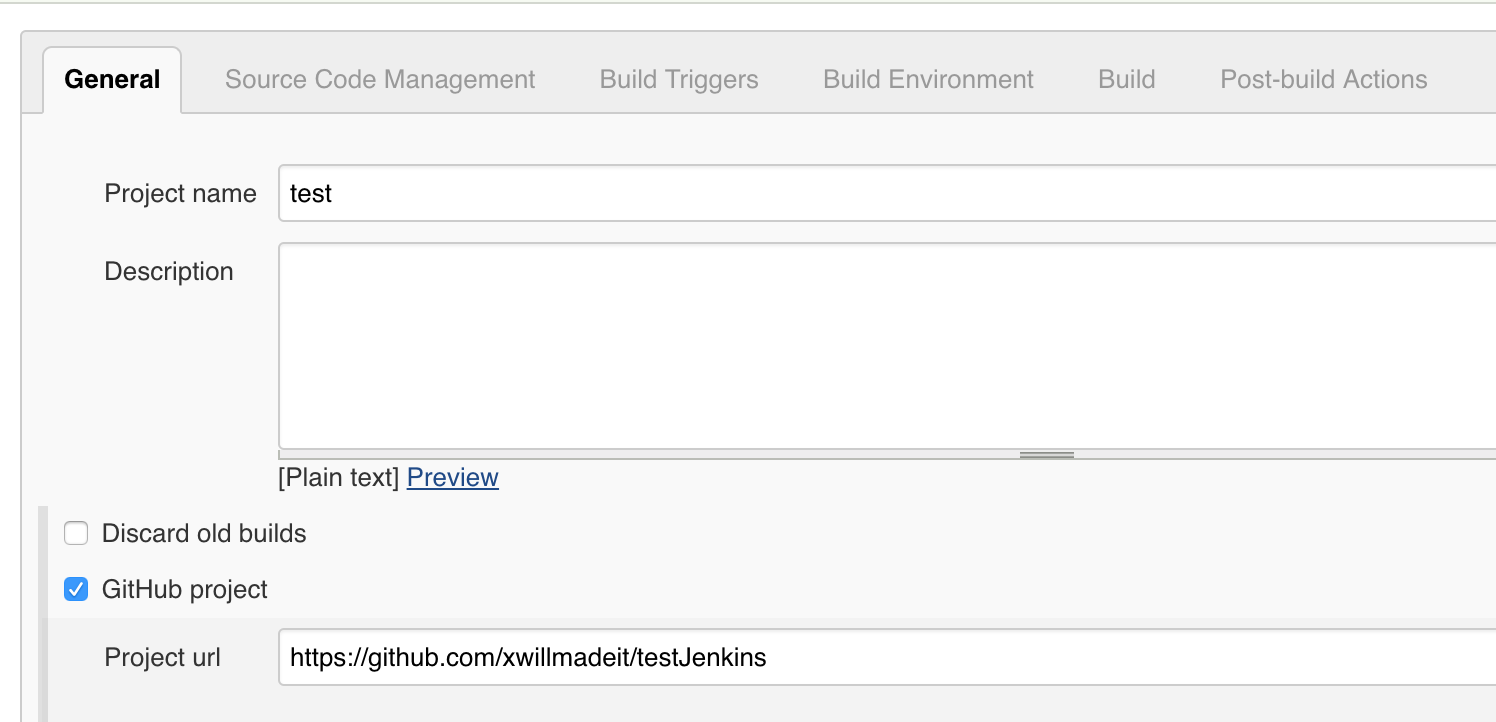 General Source Code Management Build Triggers Build Environment Build Post-build Actions
Project name test
Description
[Plain text] Preview
Discard old builds
GitHub project
Project url https://github.com/xwillmadeit/testJenkins